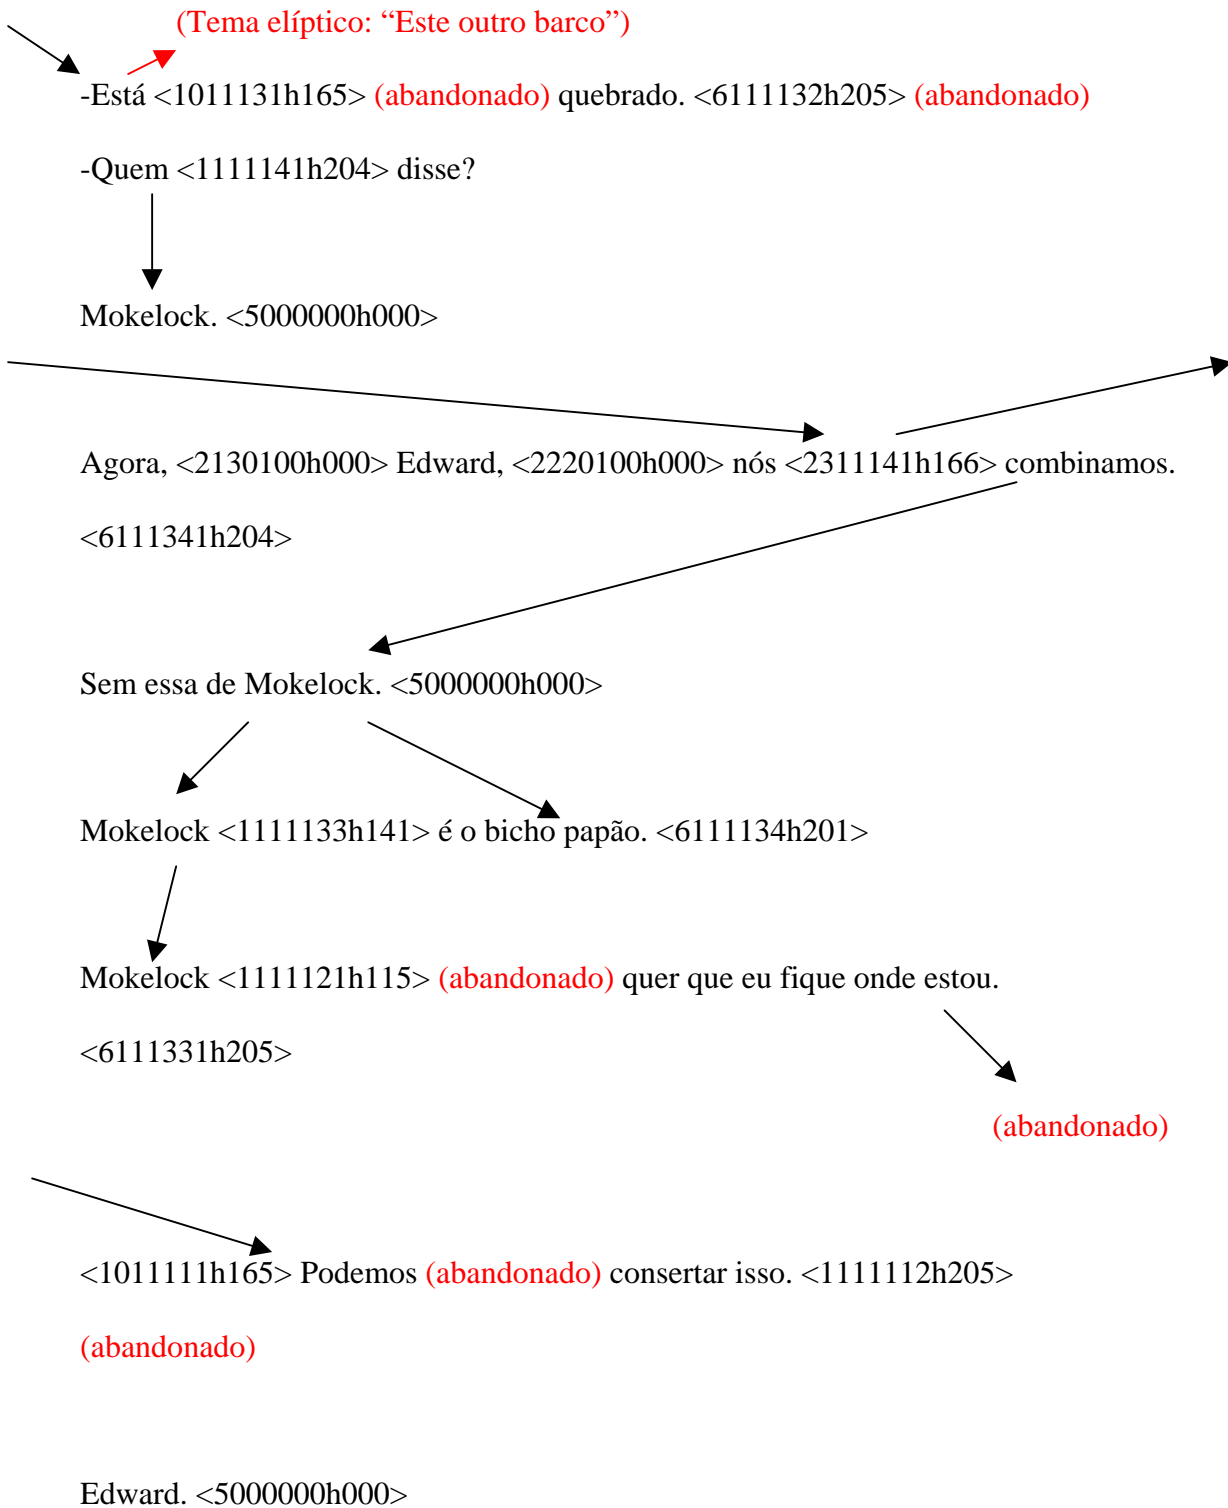 (Tema elíptico: “Este outro barco”)
-Está <1011131h165> (abandonado) quebrado. <6111132h205> (abandonado)
-Quem <1111141h204> disse?
Mokelock. <5000000h000>
Agora, <2130100h000> Edward, <2220100h000> nós <2311141h166> combinamos.
<6111341h204>
Sem essa de Mokelock. <5000000h000>
Mokelock <1111133h141> é o bicho papão. <6111134h201>
Mokelock <1111121h115> (abandonado) quer que eu fique onde estou.
<6111331h205>
(abandonado)
<1011111h165> Podemos (abandonado) consertar isso. <1111112h205>
(abandonado)
Edward. <5000000h000>